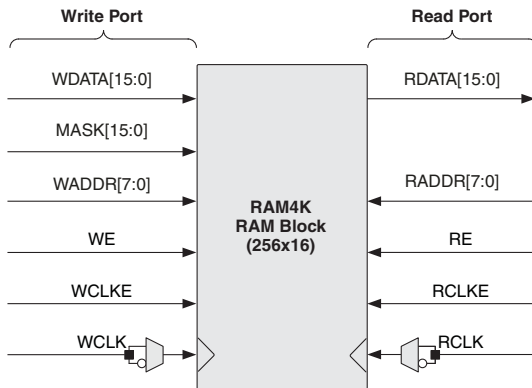 Write Port
Read Port
WDATA[15:0]
RDATA[15:0]
MASK[15:0]
WADDR[7:0]
RADDR[7:0]
RAM4K
RAM Block
(256x16)
WE
RE
WCLKE
RCLKE
WCLK
RCLK